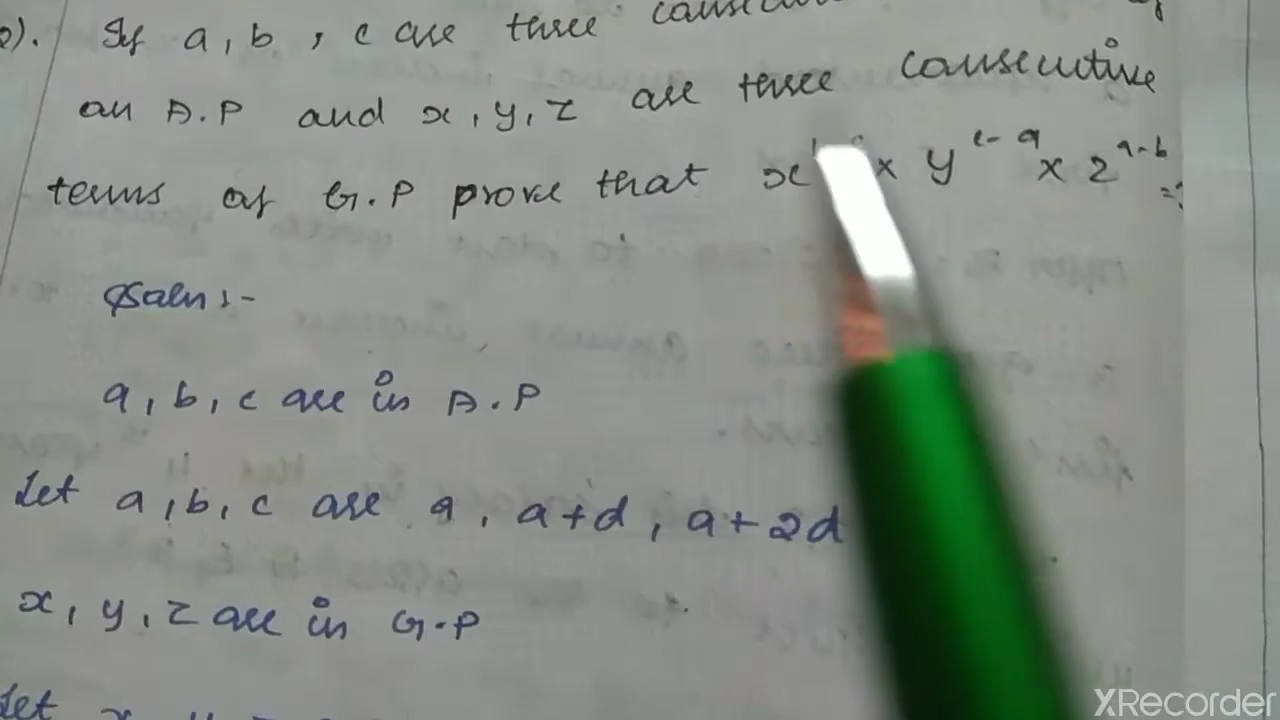 ). If a, b, c are three
an A.P and x, y, z are three consecutive
terms of G.P prove that x × y^c-a × z^a-b =
Soln :-
a, b, c are in A.P
Let a, b, c are a, a+d, a+2d
x, y, z are in G.P
Let x
XRecorder